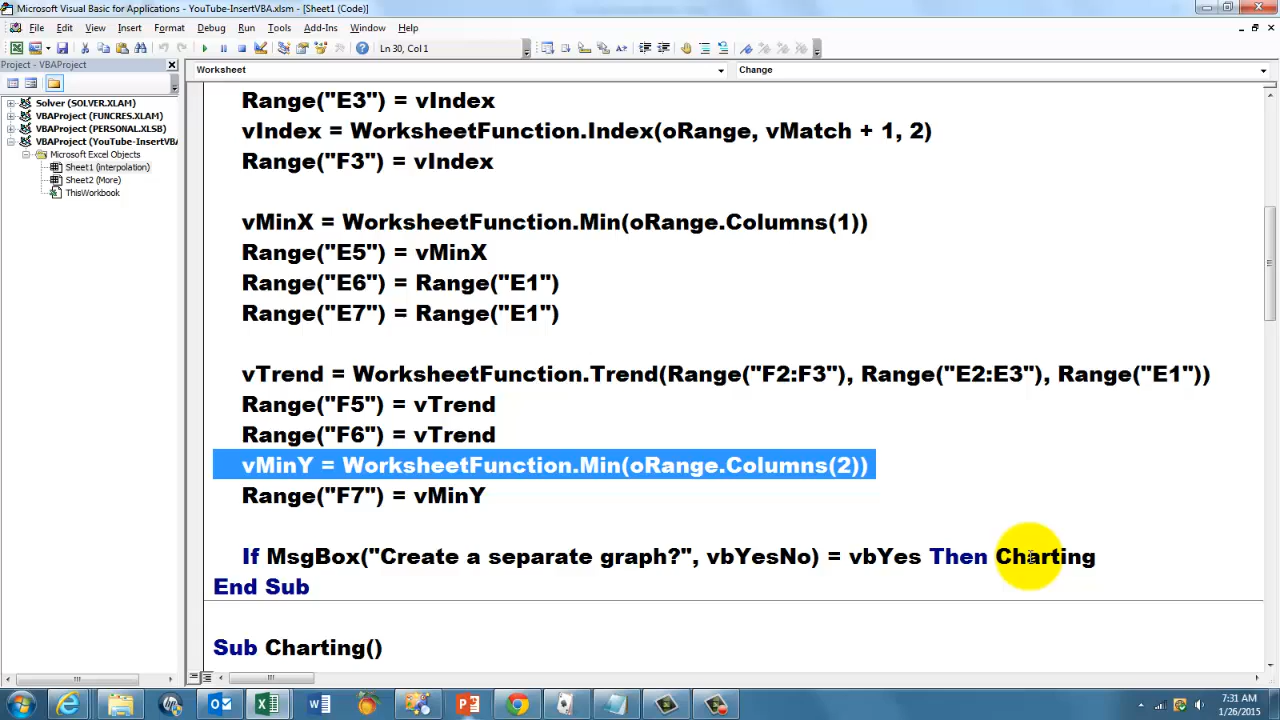 Microsoft Visual Basic for Applications - YouTube-InsertVBA.xlsm - [Sheet1 (Code)]
File Edit View Insert Format Debug Run Tools Add-Ins Window Help
Ln 30, Col 1
Project - VBAProject
Worksheet
Change
Solver (SOLVER.XLAM)
VBAProject (FUNCRES.XLAM)
VBAProject (PERSONAL.XLSB)
VBAProject (YouTube-InsertVBA
Microsoft Excel Objects
Sheet1 (interpolation)
Sheet2 (More)
ThisWorkbook
Range("E3") = vIndex
vIndex = WorksheetFunction.Index(oRange, vMatch + 1, 2)
Range("F3") = vIndex
vMinX = WorksheetFunction.Min(oRange.Columns(1))
Range("E5") = vMinX
Range("E6") = Range("E1")
Range("E7") = Range("E1")
vTrend = WorksheetFunction.Trend(Range("F2:F3"), Range("E2:E3"), Range("E1"))
Range("F5") = vTrend
Range("F6") = vTrend
vMinY = WorksheetFunction.Min(oRange.Columns(2))
Range("F7") = vMinY
If MsgBox("Create a separate graph?", vbYesNo) = vbYes Then Charting
End Sub
Sub Charting()
7:31 AM
1/26/2015